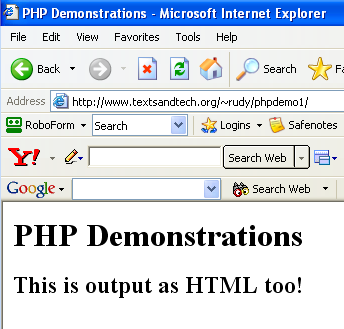 PHP Demonstrations - Microsoft Internet Explorer
File Edit View Favorites Tools Help
Back Search Fa
Address http://www.textsandtech.org/~rudy/phpdemo1/
RoboForm Search Logins Safenotes
Y! Search Web
Google Search Web
PHP Demonstrations
This is output as HTML too!